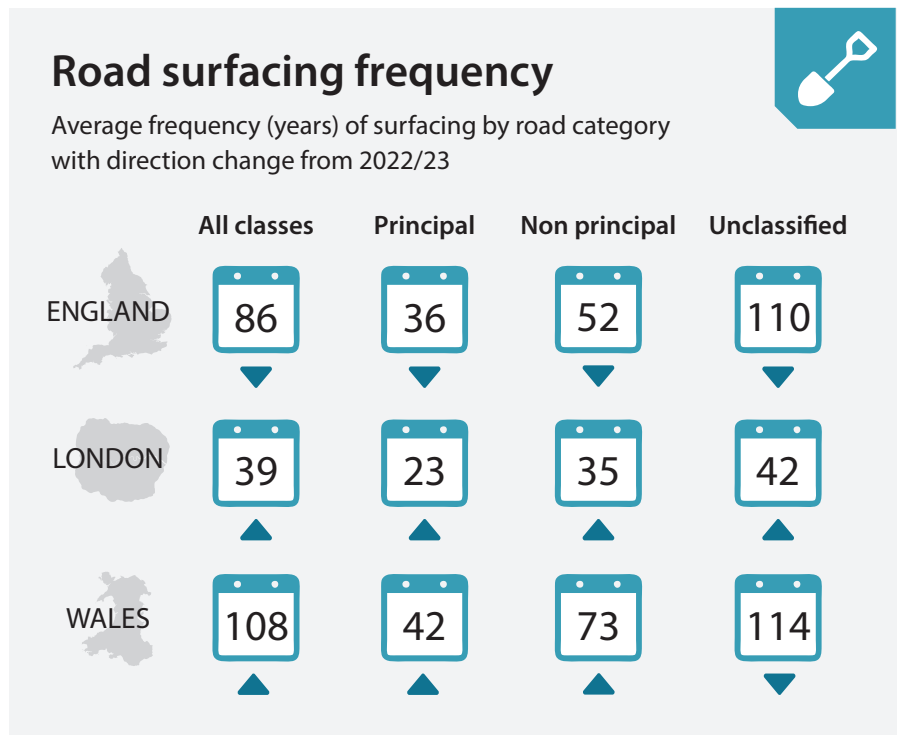 Road surfacing frequency
Average frequency (years) of surfacing by road category
with direction change from 2022/23
All classes Principal Non principal Unclassified
ENGLAND 86 36 52 110
LONDON 39 23 35 42
WALES 108 42 73 114